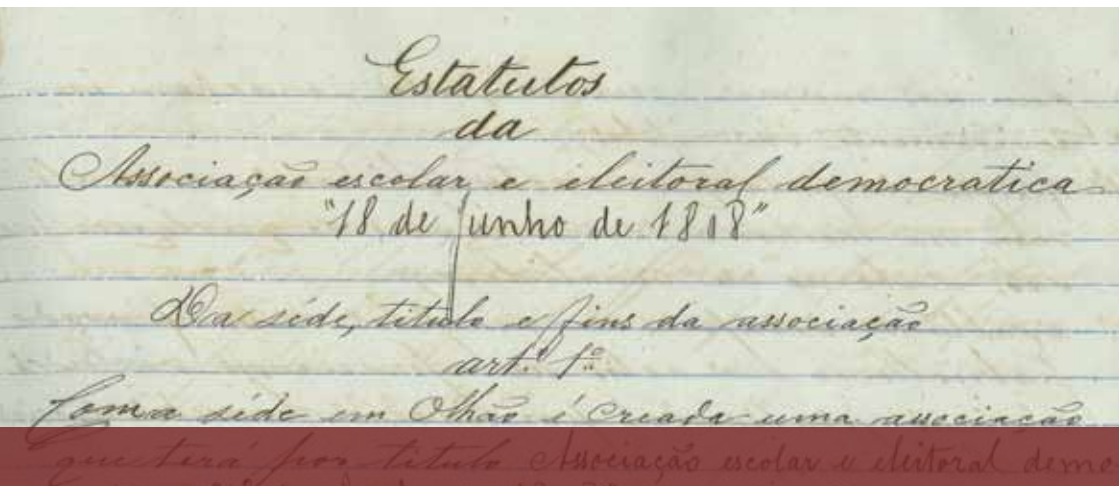 Estatutos
da
Associação escolar e eleitoral democratica
"18 de Junho de 1818"
Da séde, titulo e fins da associação
art.º 1º
Com a séde em Olhão é creada uma associação
que terá por titulo Associação escolar e eleitoral demo